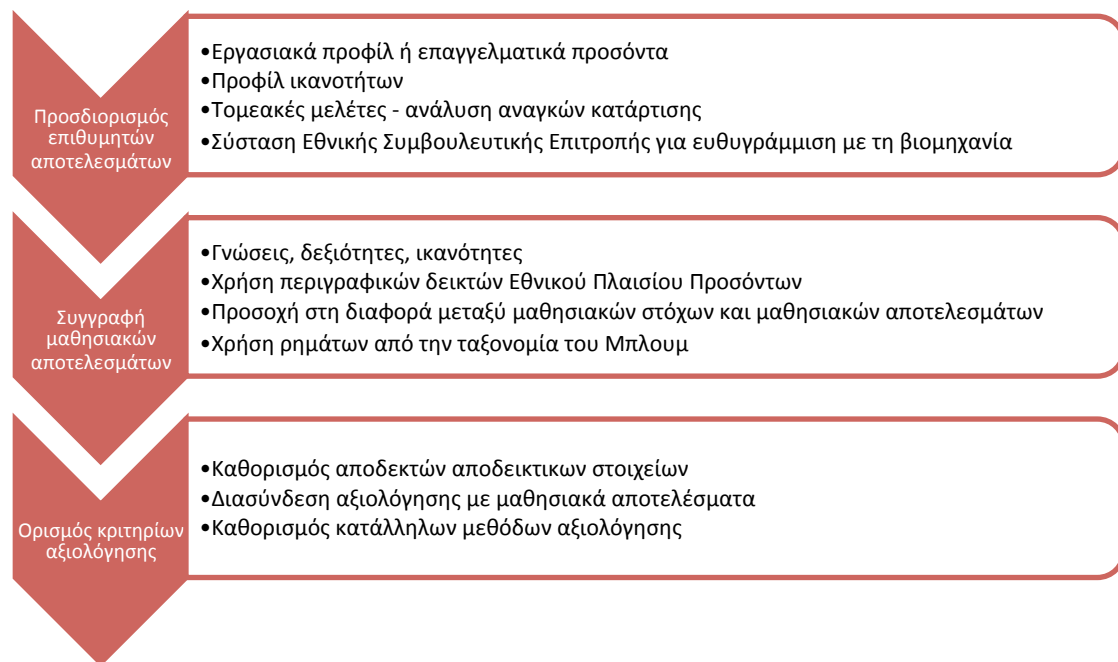 Προσδιορισμός
επιθυμητών
αποτελεσμάτων
•Εργασιακά προφίλ ή επαγγελματικά προσόντα
•Προφίλ ικανοτήτων
•Τομεακές μελέτες - ανάλυση αναγκών κατάρτισης
•Σύσταση Εθνικής Συμβουλευτικής Επιτροπής για ευθυγράμμιση με τη βιομηχανία
Συγγραφή
μαθησιακών
αποτελεσμάτων
•Γνώσεις, δεξιότητες, ικανότητες
•Χρήση περιγραφικών δεικτών Εθνικού Πλαισίου Προσόντων
•Προσοχή στη διαφορά μεταξύ μαθησιακών στόχων και μαθησιακών αποτελεσμάτων
•Χρήση ρημάτων από την ταξονομία του Μπλουμ
Ορισμός κριτηρίων
αξιολόγησης
•Καθορισμός αποδεκτών αποδεικτικων στοιχείων
•Διασύνδεση αξιολόγησης με μαθησιακά αποτελέσματα
•Καθορισμός κατάλληλων μεθόδων αξιολόγησης